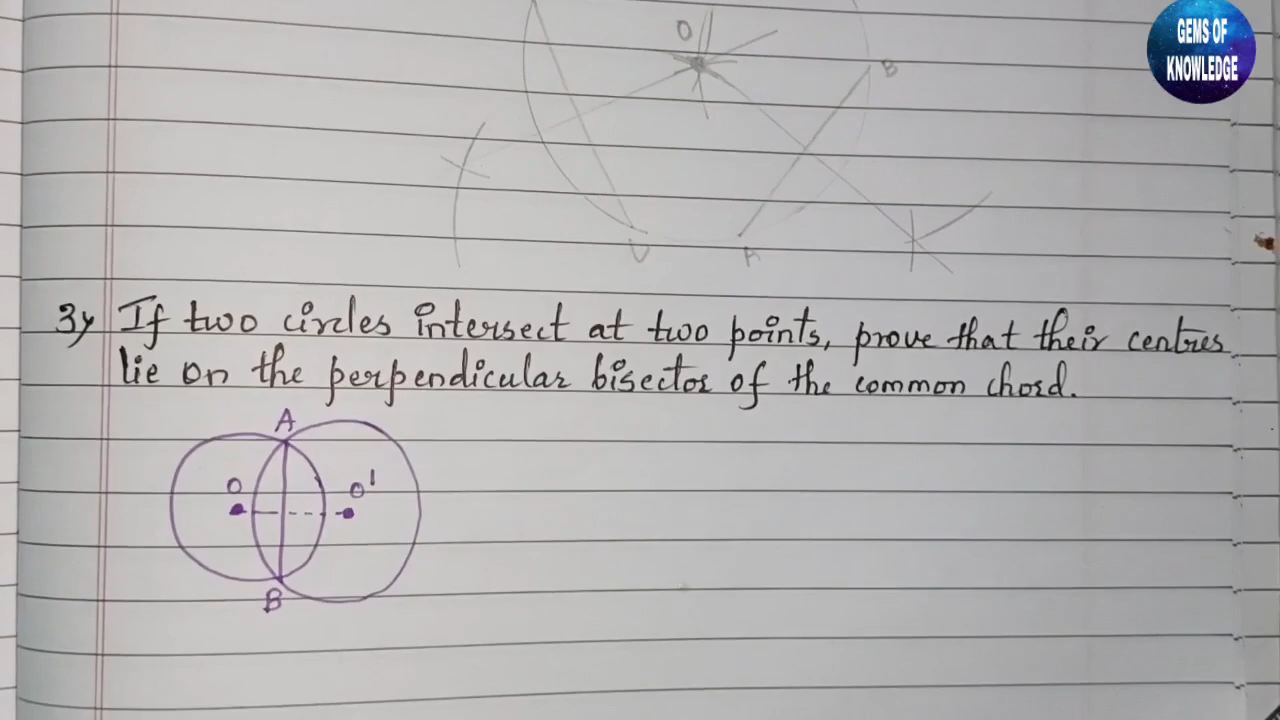 GEMS OF
KNOWLEDGE
O
B
A
3) If two circles intersect at two points, prove that their centres
lie on the perpendicular bisector of the common chord.
A
O O'
B